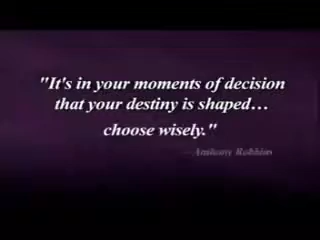 "It's in your moments of decision
that your destiny is shaped…
choose wisely."
- Anthony Robbins